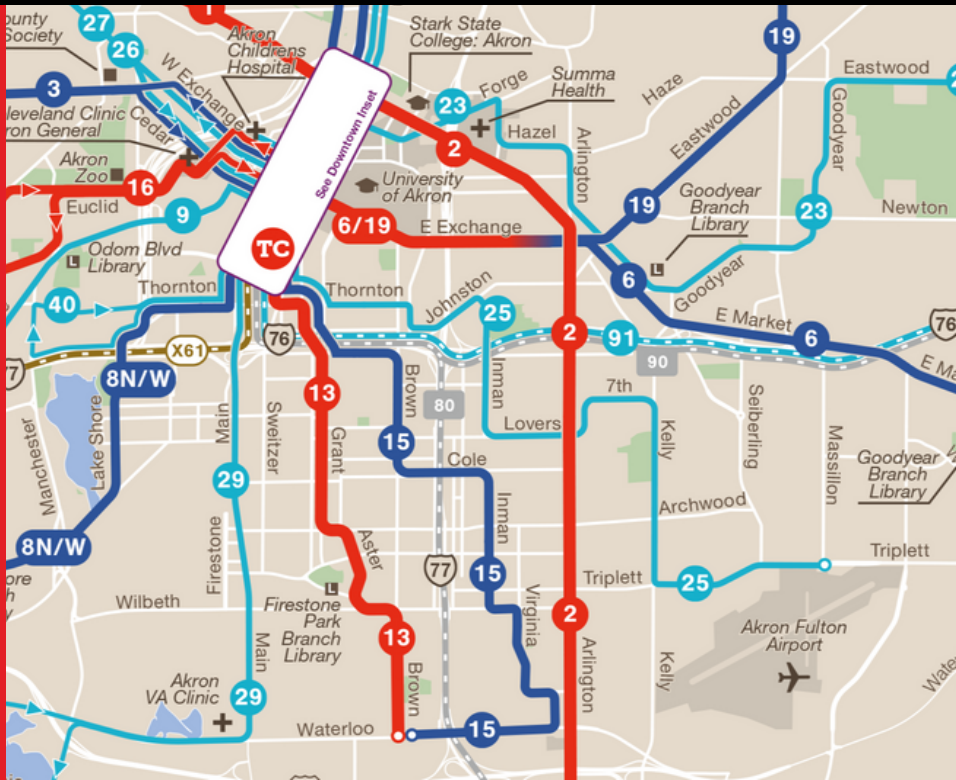 1
27
ounty
Society
26
W Exchange
Akron
Childrens
Hospital
Stark State
College: Akron
Forge
23
Summa
Health
Hazel
Haze
19
Eastwood
Eastwood
Goodyear
3
Cleveland Clinic
ron General
Cedar
Akron
Zoo
16
Euclid
9
See Downtown Inset
TC
2
University
of Akron
6/19
E Exchange
Arlington
19
Goodyear
Branch
Library
23
Newton
Odom Blvd
Library
Thornton
Thornton
40
Johnston
25
6
Goodyear
E Market
6
76
E Ma
X61
76
77
8N/W
2
91
90
7th
13
Brown
80
Inman
Lovers
Kelly
Seiberling
Massillon
Goodyear
Branch
Library
Manchester
Lake Shore
Main
Sweitzer
Grant
15
Cole
29
Inman
Archwood
8N/W
ore
Firestone
Aster
77
15
Virginia
Triplett
25
Triplett
Wilbeth
Firestone
Park
Branch
Library
13
2
Akron Fulton
Airport
Main
Brown
Arlington
Kelly
Akron
VA Clinic
29
Waterloo
15
Wate